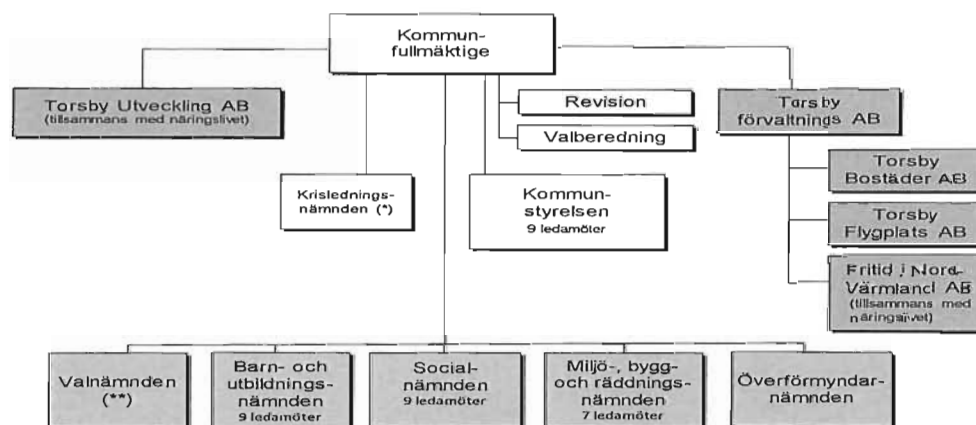 Kommun-
fullmäktige
Torsby Utveckling AB
(tillsammans med näringslivet)
Revision
Valberedning
Torsby
förvaltnings AB
Krislednings-
nämnden (*)
Kommun-
styrelsen
9 ledamöter
Torsby
Bostäder AB
Torsby
Flygplats AB
Fritid i Nord-
Värmland AB
(tillsammans med
näringslivet)
Valnämnden
(**)
Barn- och
utbildnings-
nämnden
9 ledamöter
Social-
nämnden
9 ledamöter
Miljö-, bygg-
och räddnings-
nämnden
7 ledamöter
Överförmyndar-
nämnden